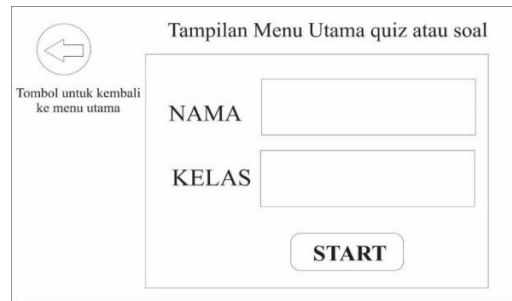 Tampilan Menu Utama quiz atau soal
Tombol untuk kembali
ke menu utama
NAMA
KELAS
START